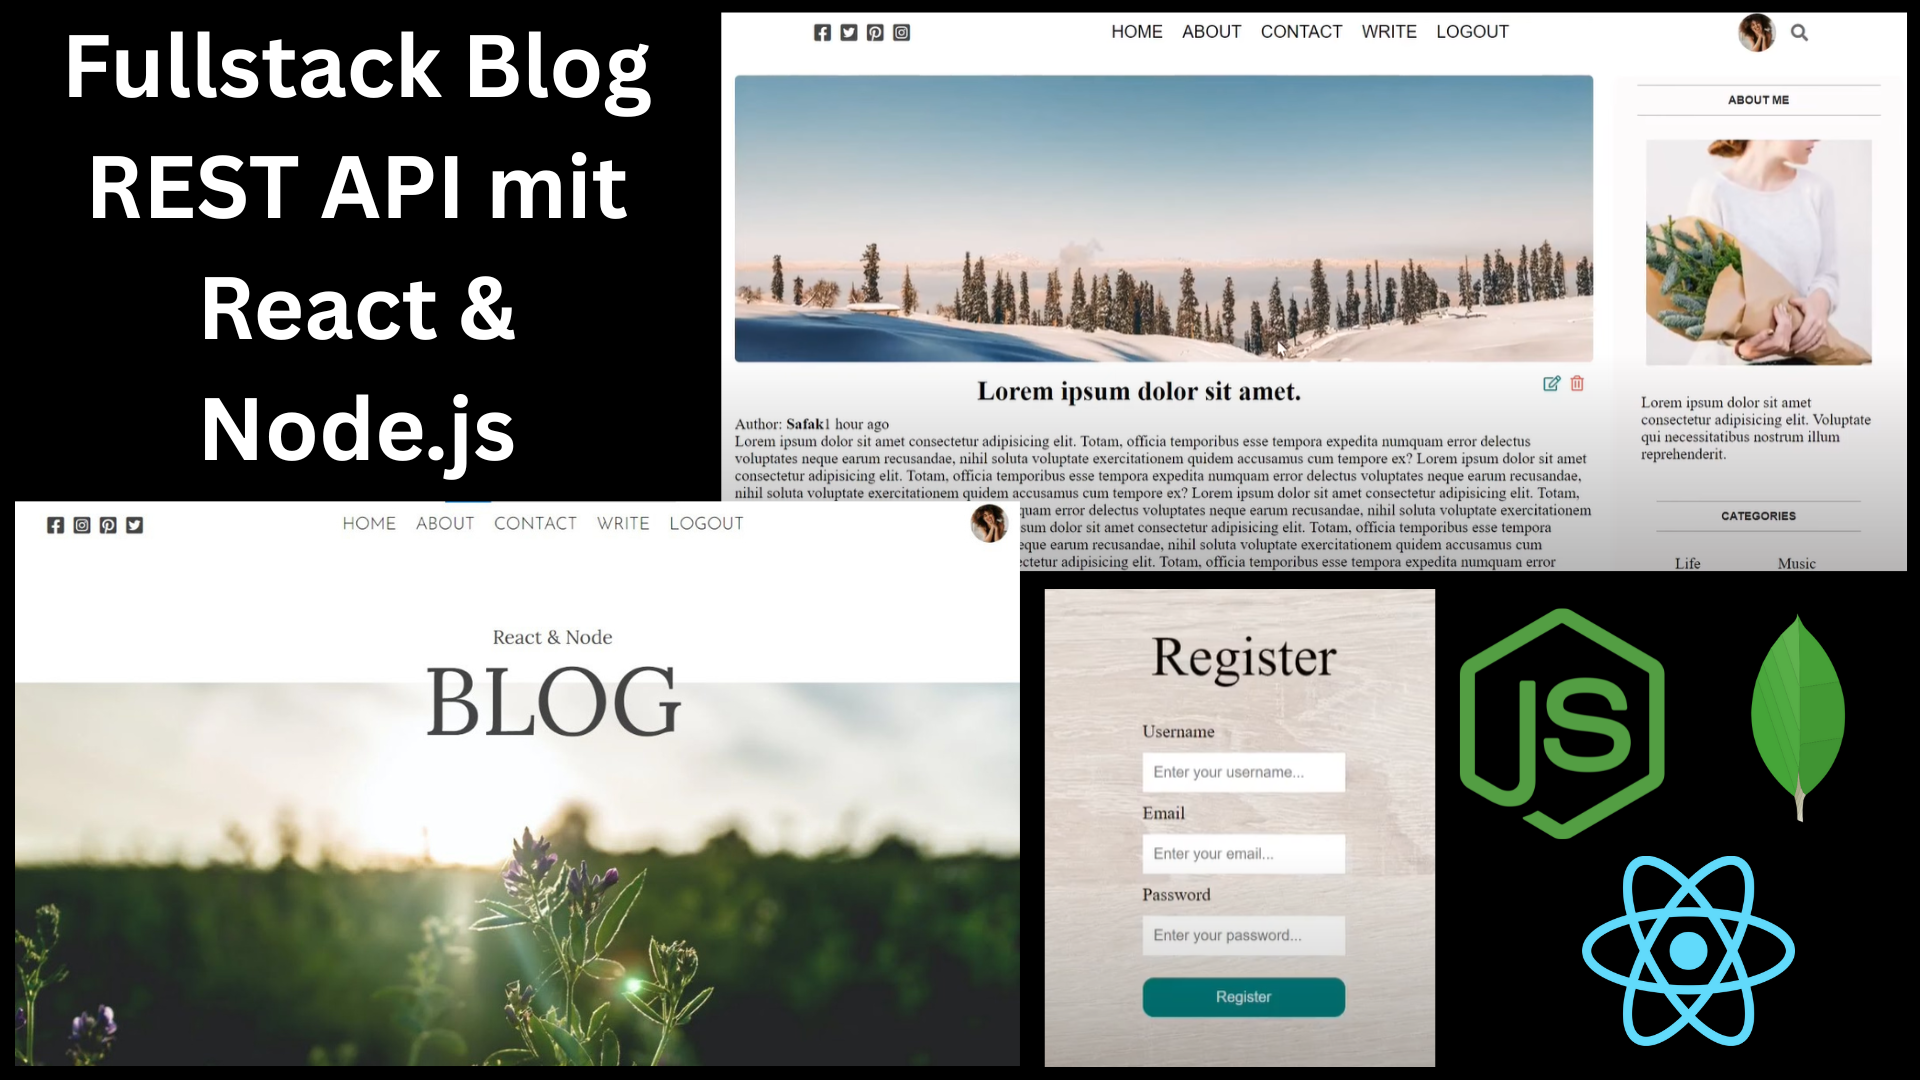 Fullstack Blog
REST API mit
React &
Node.js
HOME ABOUT CONTACT WRITE LOGOUT
Lorem ipsum dolor sit amet.
Author: Safak1 hour ago
Lorem ipsum dolor sit amet consectetur adipisicing elit. Totam, officia temporibus esse tempora expedita numquam error delectus
voluptates neque earum recusandae, nihil soluta voluptate exercitationem quidem accusamus cum tempore ex? Lorem ipsum dolor sit amet
consectetur adipisicing elit. Totam, officia temporibus esse tempora expedita numquam error delectus voluptates neque earum recusandae,
nihil soluta voluptate exercitationem quidem accusamus cum tempore ex? Lorem ipsum dolor sit amet consectetur adipisicing elit. Totam,
quam error delectus voluptates neque earum recusandae, nihil soluta voluptate exercitationem
sum dolor sit amet consectetur adipisicing elit. Totam, officia temporibus esse tempora
eque earum recusandae, nihil soluta voluptate exercitationem quidem accusamus cum
ctetur adipisicing elit. Totam, officia temporibus esse tempora expedita numquam error
ABOUT ME
Lorem ipsum dolor sit amet
consectetur adipisicing elit. Voluptate
qui necessitatibus nostrum illum
reprehenderit.
CATEGORIES
Life Music
HOME ABOUT CONTACT WRITE LOGOUT
React & Node
BLOG
Register
Username
Enter your username...
Email
Enter your email...
Password
Enter your password...
Register
JS